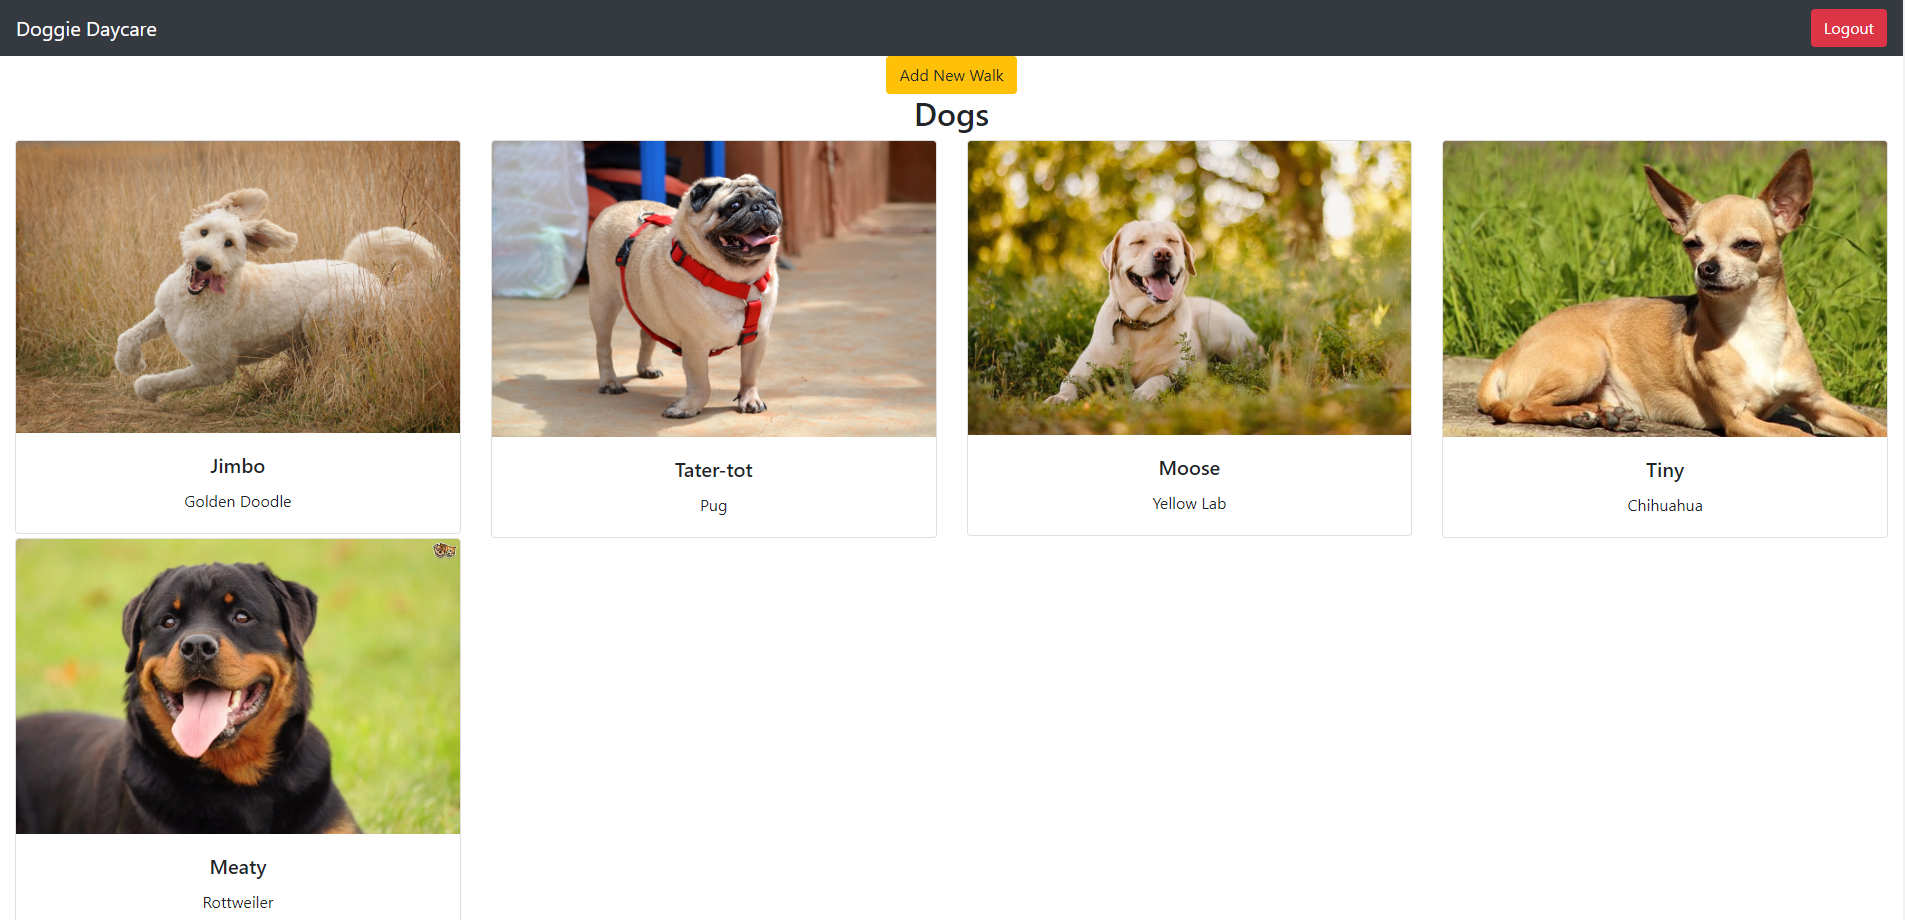 Doggie Daycare
Logout
Add New Walk
Dogs
Jimbo
Golden Doodle
Tater-tot
Pug
Moose
Yellow Lab
Tiny
Chihuahua
Meaty
Rottweiler